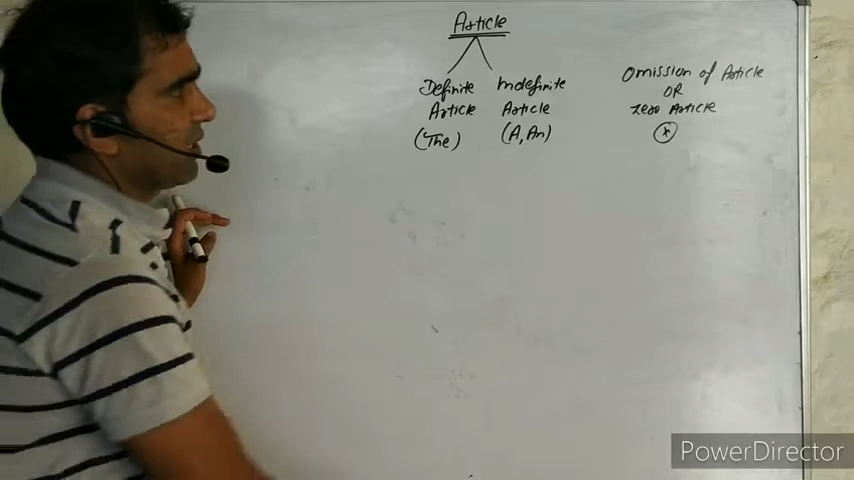 Article
Definite
Article
(The)
Indefinite
Article
(A, An)
Omission of Article
OR
Zero Article
(x)
PowerDirector